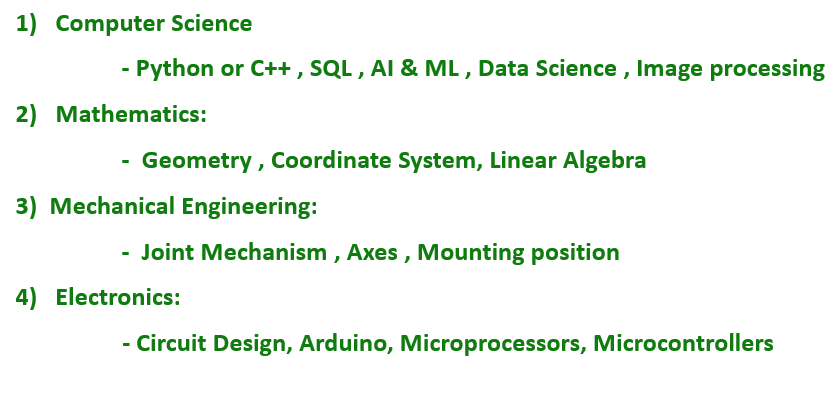 1) Computer Science
- Python or C++ , SQL , AI & ML , Data Science , Image processing
2) Mathematics:
- Geometry , Coordinate System, Linear Algebra
3) Mechanical Engineering:
- Joint Mechanism , Axes , Mounting position
4) Electronics:
- Circuit Design, Arduino, Microprocessors, Microcontrollers